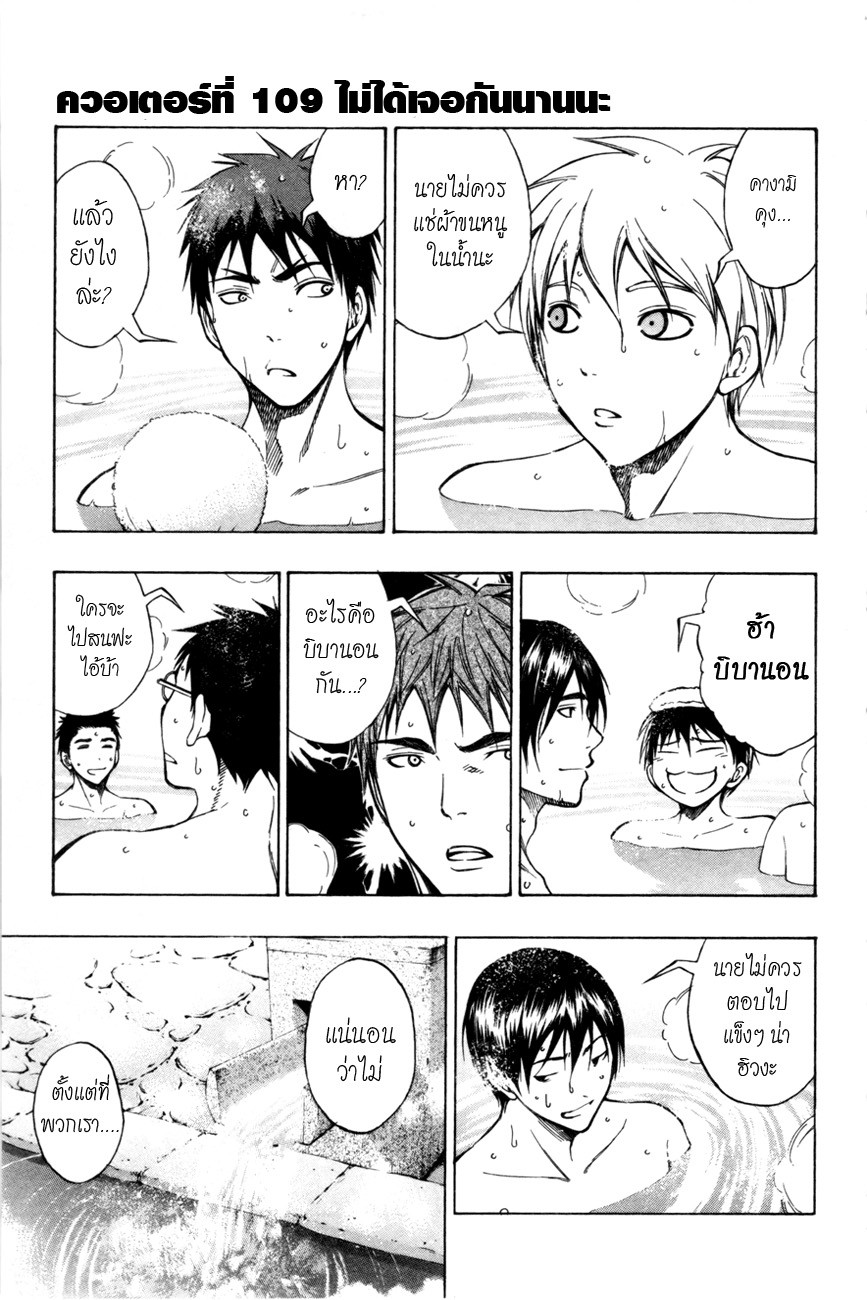 ควอเตอร์ที่ 109 ไม่ได้เจอกันนานนะ
คางามิ
คุง...
นายไม่ควร
แช่ผ้าขนหนู
ในน้ำนะ
หา?
แล้ว
ยังไง
ล่ะ?
ฮ้า
บิบานอน
อะไรคือ
บิบานอน
กัน...?
ใครจะ
ไปสนฟะ
ไอ้บ้า
นายไม่ควร
ตอบไป
แข็งๆ น่า
ฮิวงะ
แน่นอน
ว่าไม่
ตั้งแต่ที่
พวกเรา....